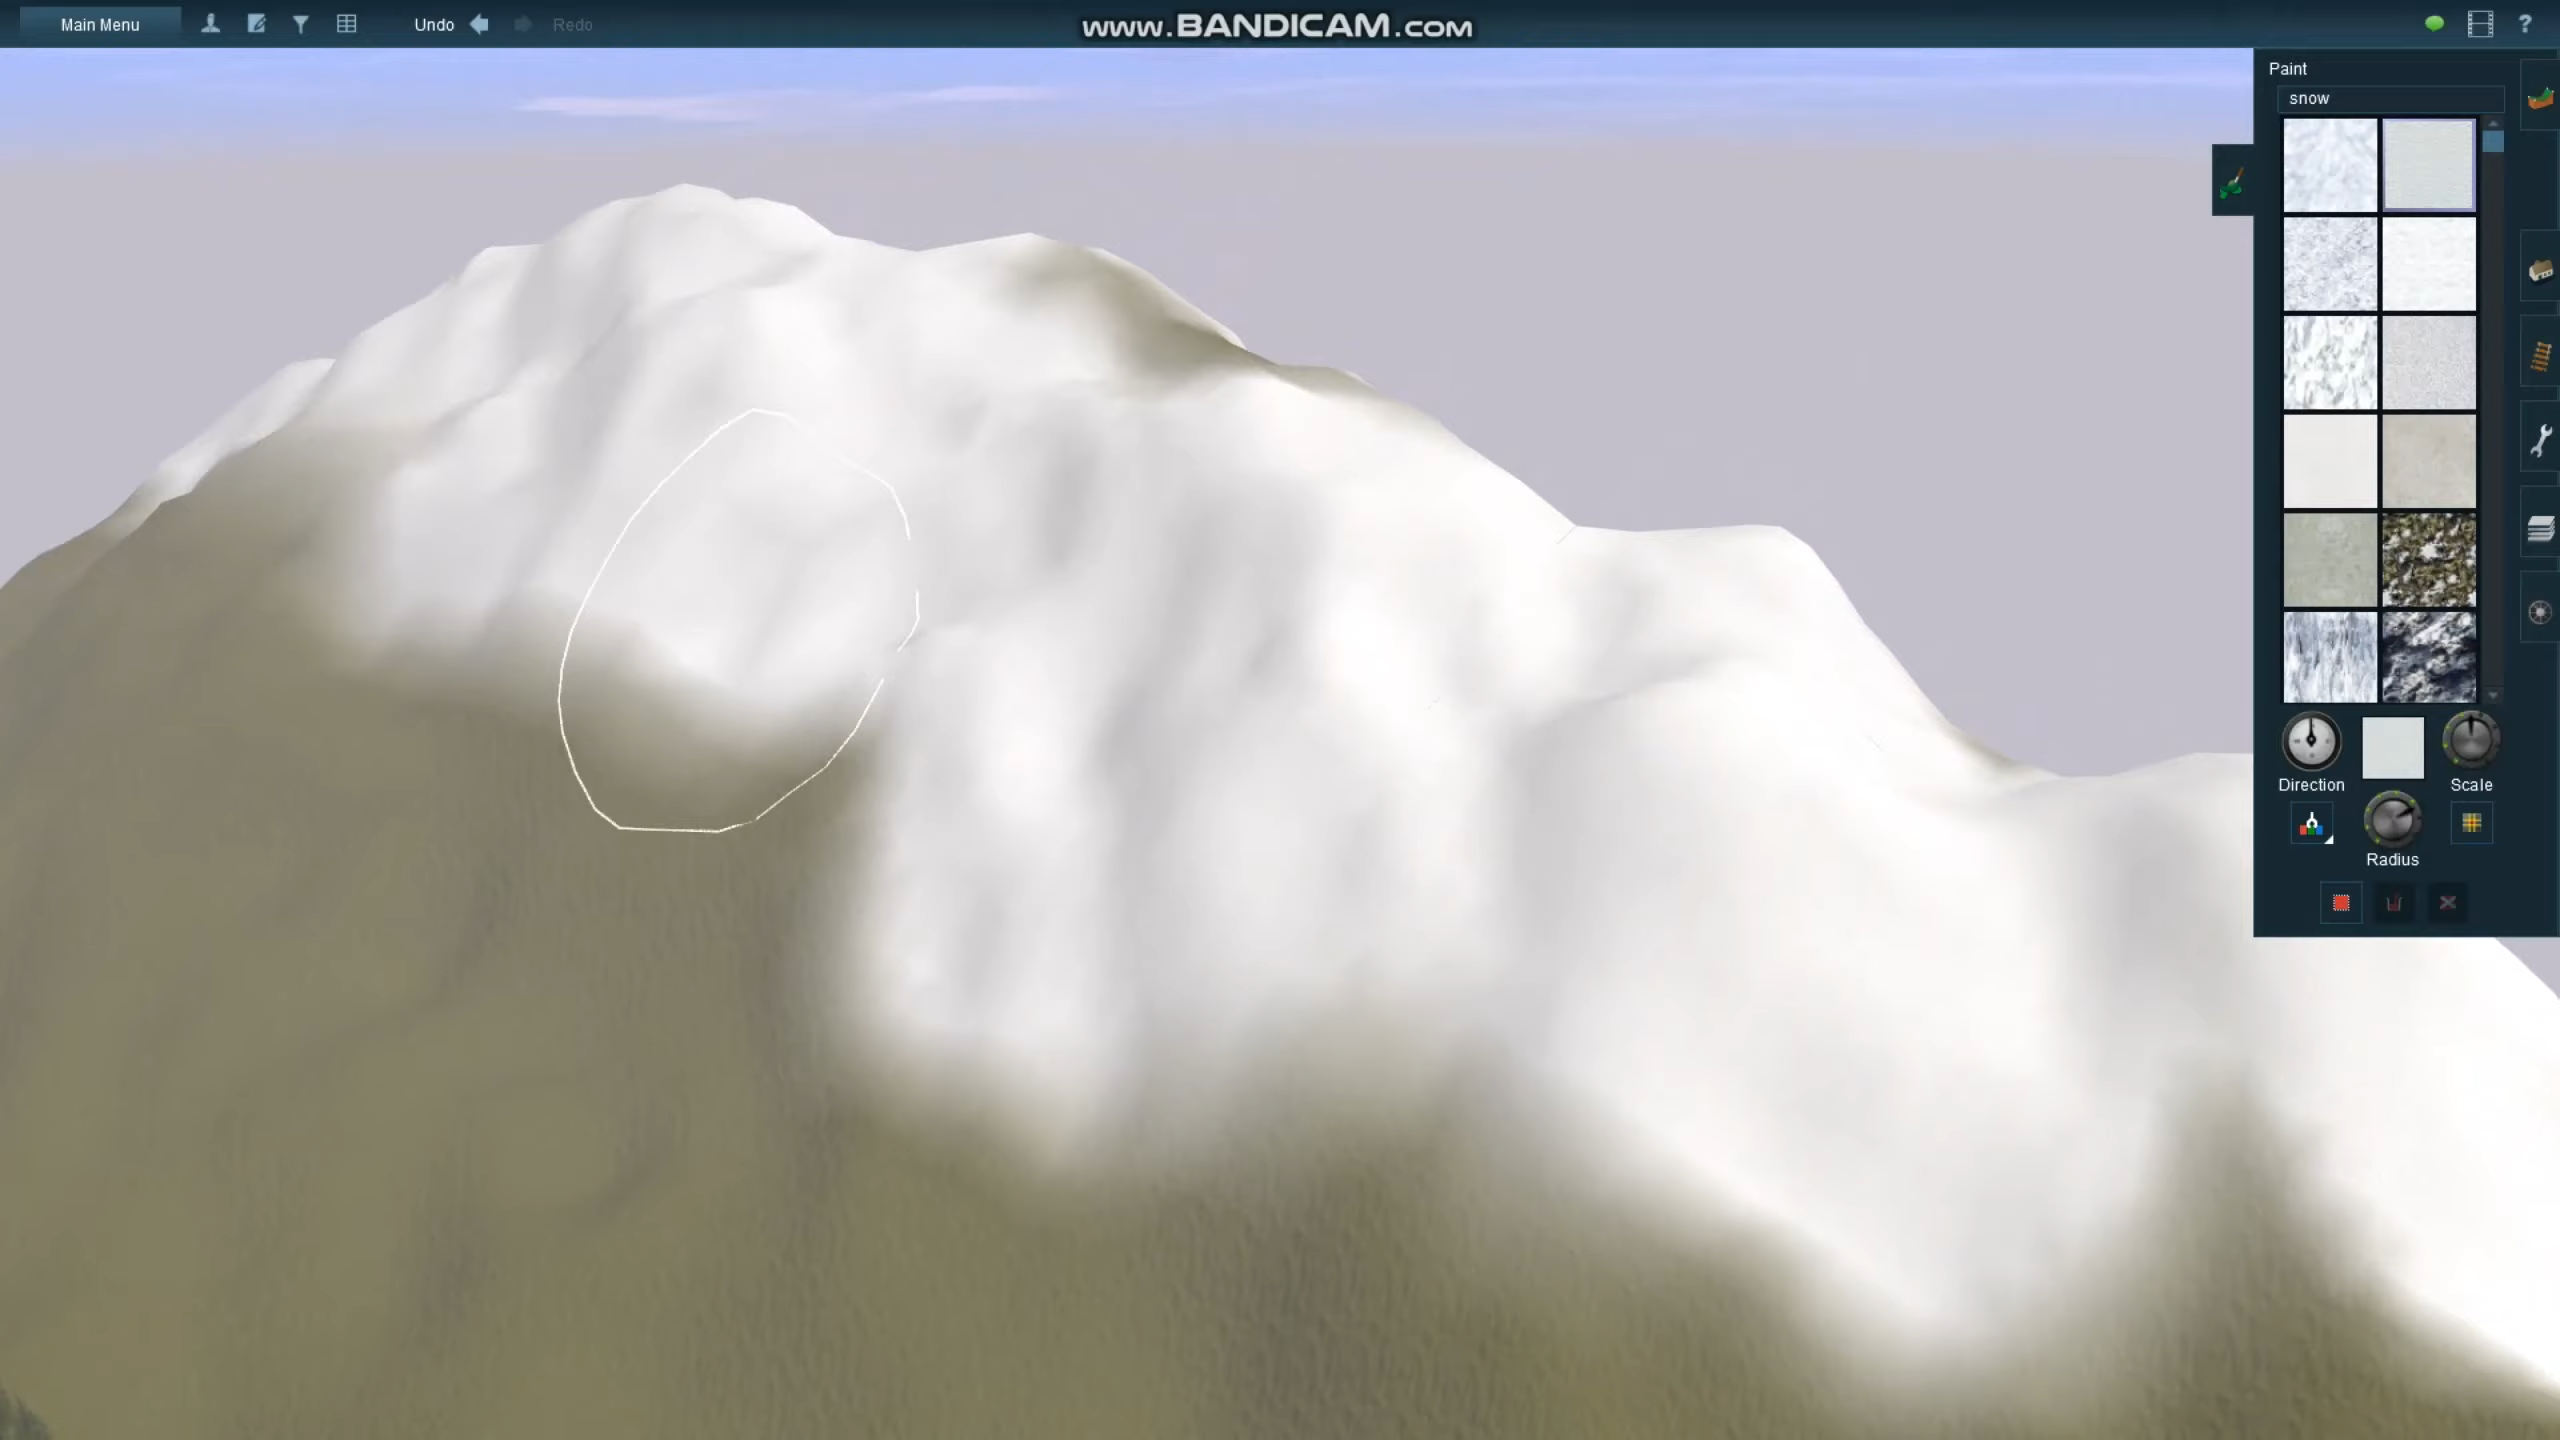 Main Menu
Undo
Redo
www.BANDICAM.com
?
Paint
snow
Direction
Scale
Radius